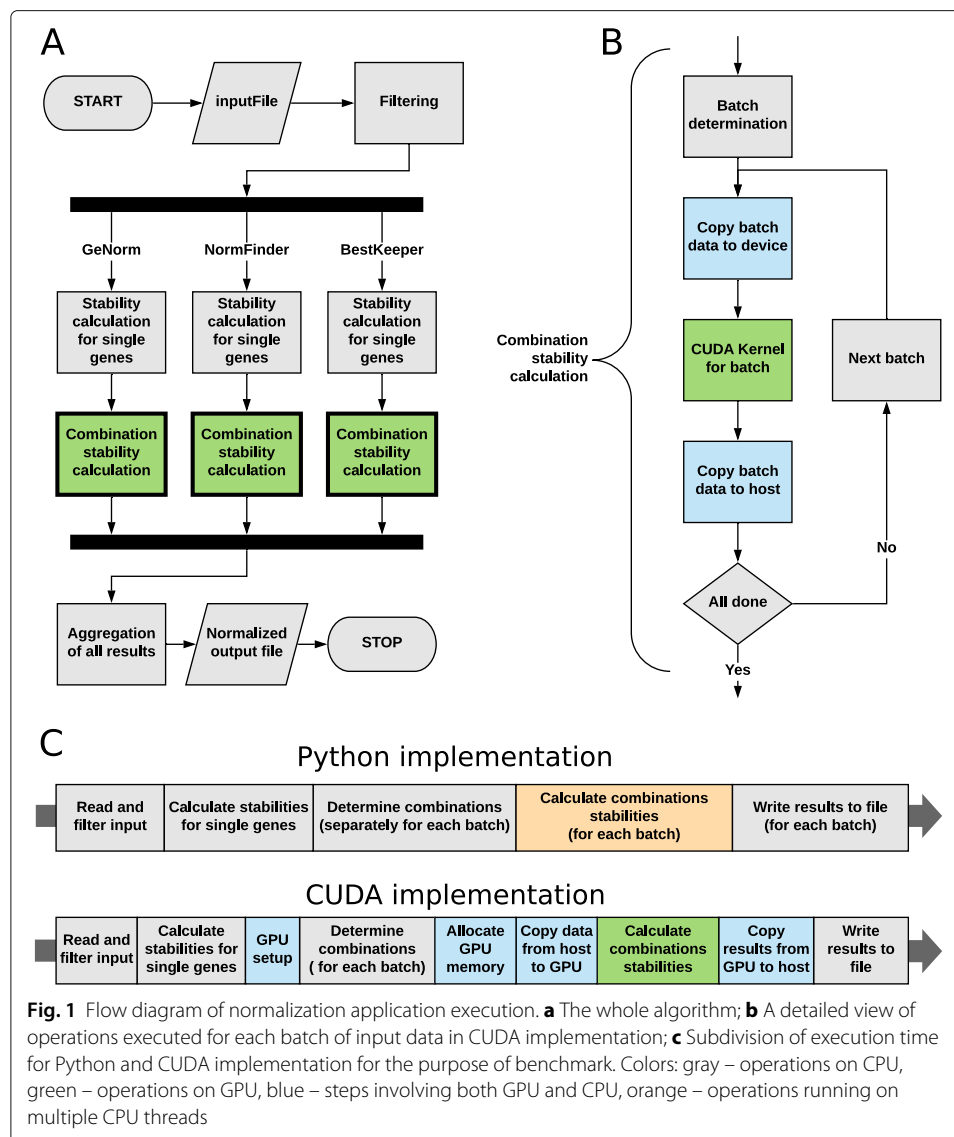 A
START
inputFile
Filtering
GeNorm
NormFinder
BestKeeper
Stability
calculation
for single
genes
Stability
calculation
for single
genes
Stability
calculation
for single
genes
Combination
stability
calculation
Combination
stability
calculation
Combination
stability
calculation
Aggregation
of all results
Normalized
output file
STOP
B
Batch
determination
Copy batch
data to device
CUDA Kernel
for batch
Next batch
Combination
stability
calculation
Copy batch
data to host
No
All done
Yes
C
Python implementation
Read and
filter input
Calculate stabilities
for single genes
Determine combinations
(separately for each batch)
Calculate combinations
stabilities
(for each batch)
Write results to file
(for each batch)
CUDA implementation
Read and
filter input
Calculate
stabilities for
single genes
GPU
setup
Determine
combinations
( for each batch)
Allocate
GPU
memory
Copy data
from host
to GPU
Calculate
combinations
stabilities
Copy
results from
GPU to host
Write
results to
file
Fig. 1 Flow diagram of normalization application execution. a The whole algorithm; b A detailed view of
operations executed for each batch of input data in CUDA implementation; c Subdivision of execution time
for Python and CUDA implementation for the purpose of benchmark. Colors: gray – operations on CPU,
green – operations on GPU, blue – steps involving both GPU and CPU, orange – operations running on
multiple CPU threads